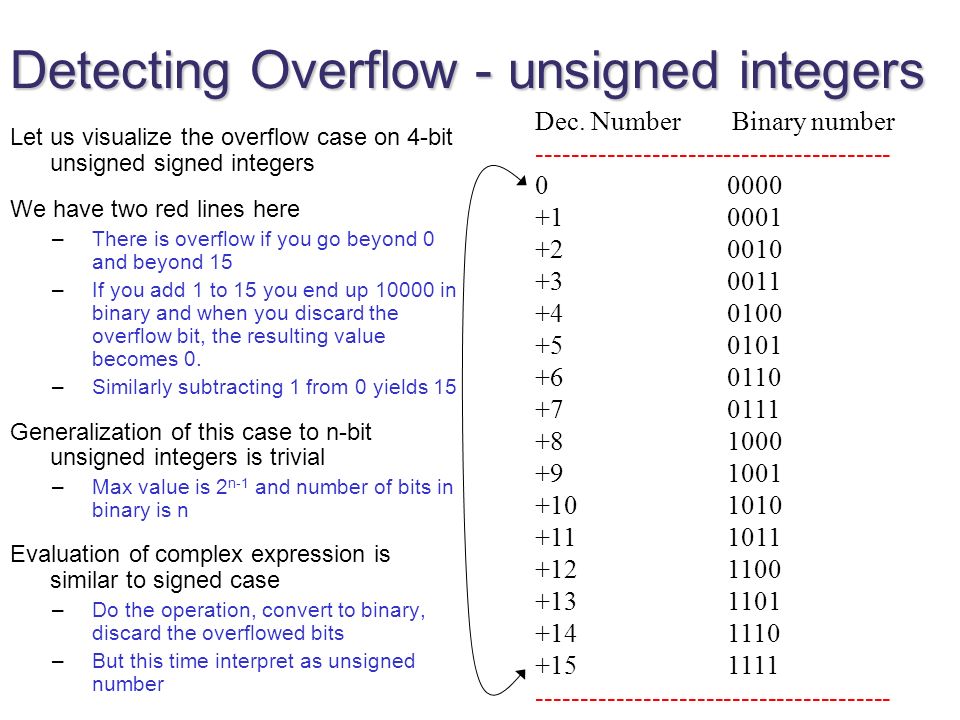 Detecting Overflow - unsigned integers
Let us visualize the overflow case on 4-bit
unsigned signed integers
We have two red lines here
– There is overflow if you go beyond 0
and beyond 15
– If you add 1 to 15 you end up 10000 in
binary and when you discard the
overflow bit, the resulting value
becomes 0.
– Similarly subtracting 1 from 0 yields 15
Generalization of this case to n-bit
unsigned integers is trivial
– Max value is 2ⁿ⁻¹ and number of bits in
binary is n
Evaluation of complex expression is
similar to signed case
– Do the operation, convert to binary,
discard the overflowed bits
– But this time interpret as unsigned
number
Dec. Number Binary number
----------------------------------------
0 0000
+1 0001
+2 0010
+3 0011
+4 0100
+5 0101
+6 0110
+7 0111
+8 1000
+9 1001
+10 1010
+11 1011
+12 1100
+13 1101
+14 1110
+15 1111
----------------------------------------